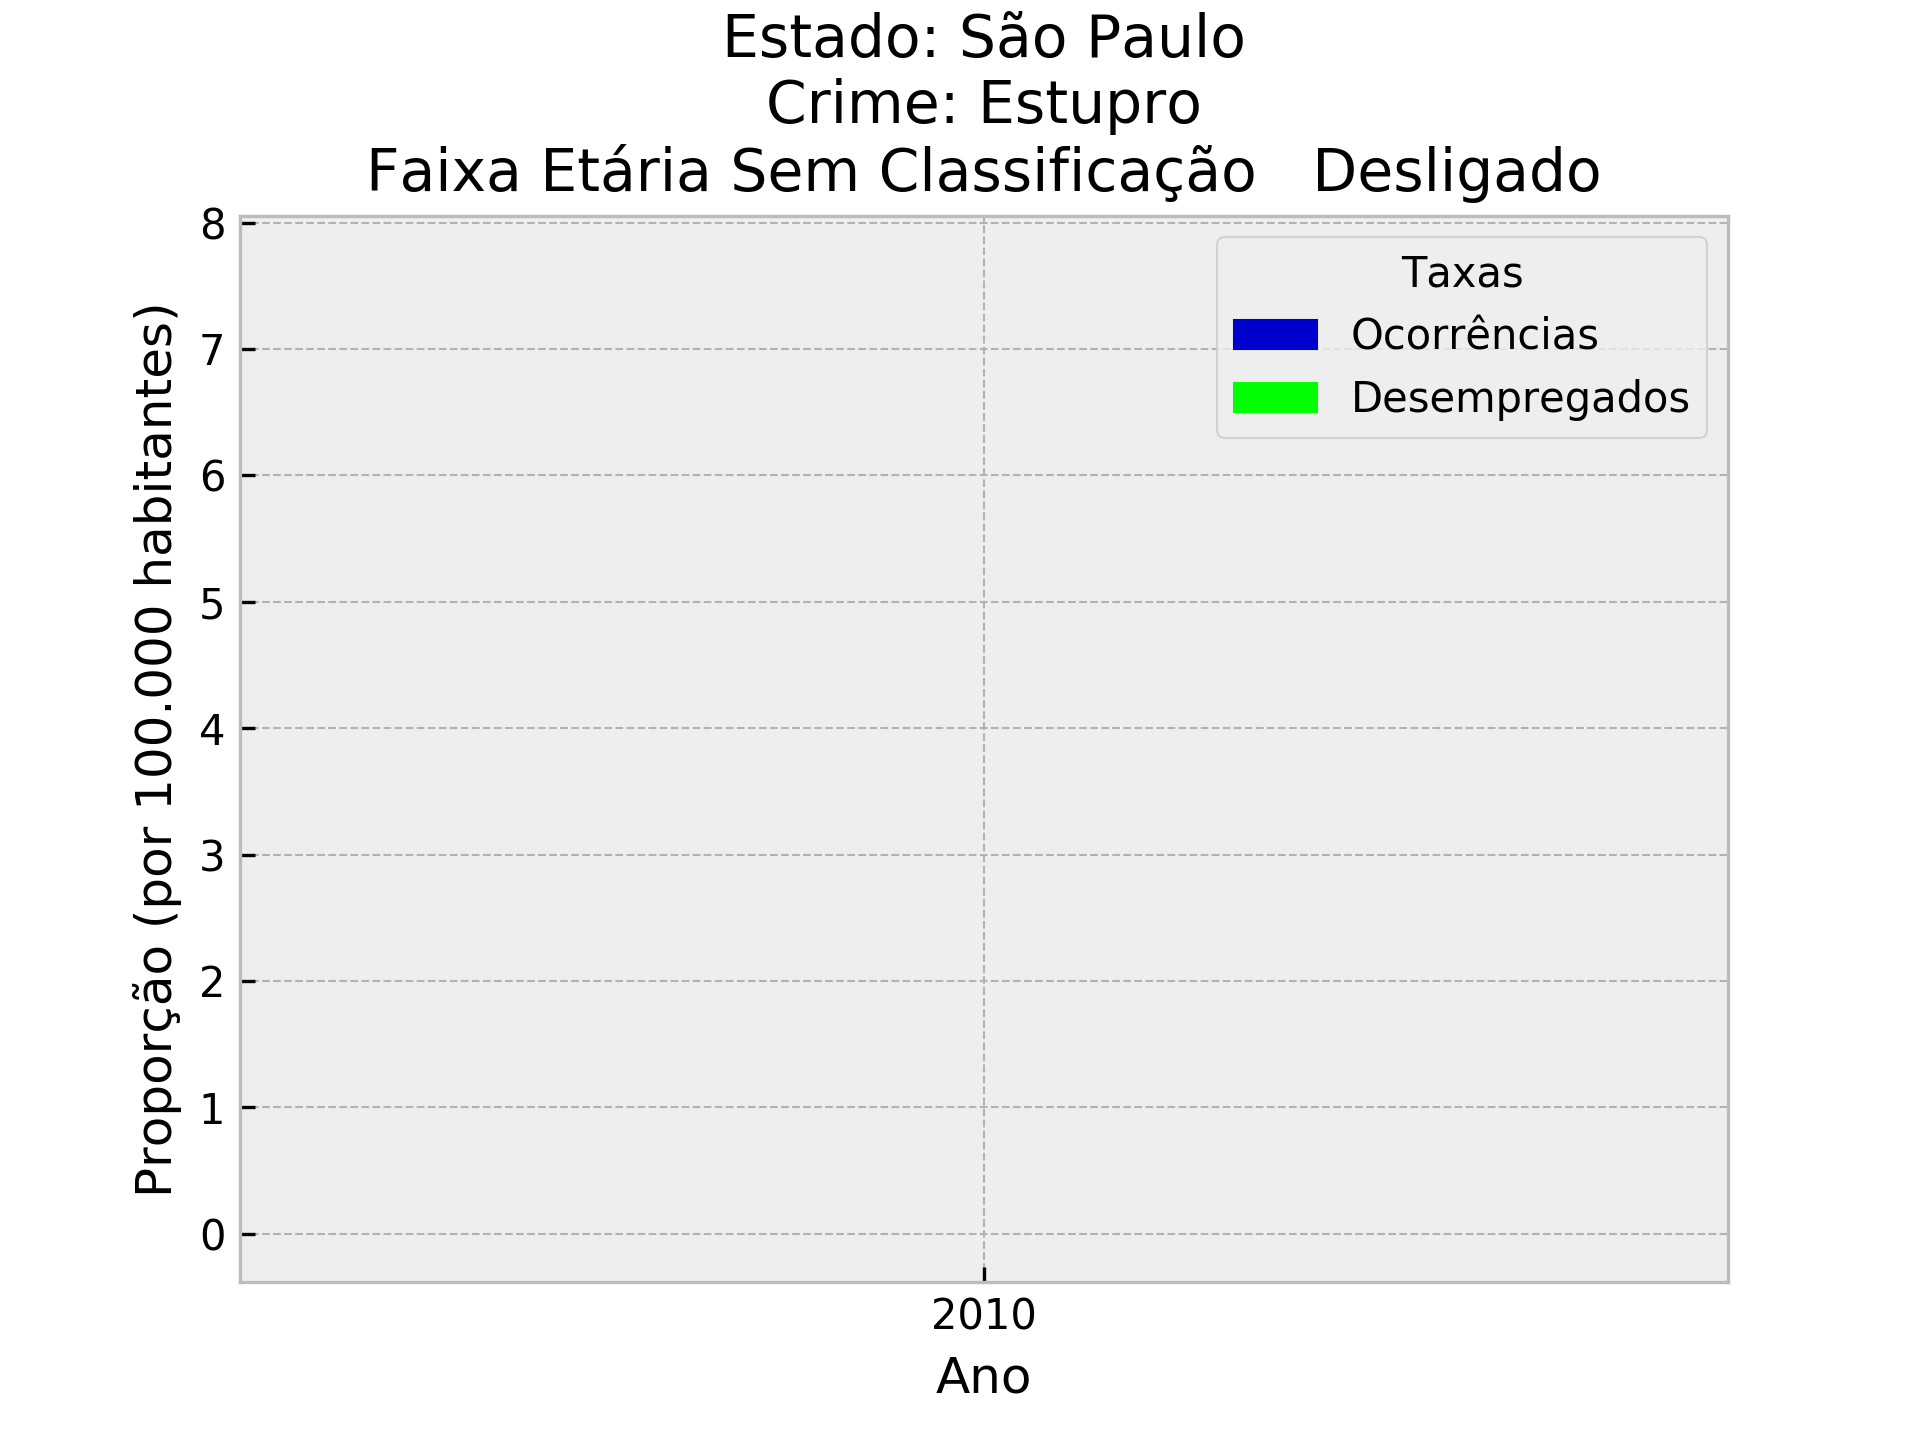 Estado: São Paulo
Crime: Estupro
Faixa Etária Sem Classificação   Desligado
8
7
6
5
4
3
2
1
0
Proporção (por 100.000 habitantes)
Taxas
Ocorrências
Desempregados
2010
Ano